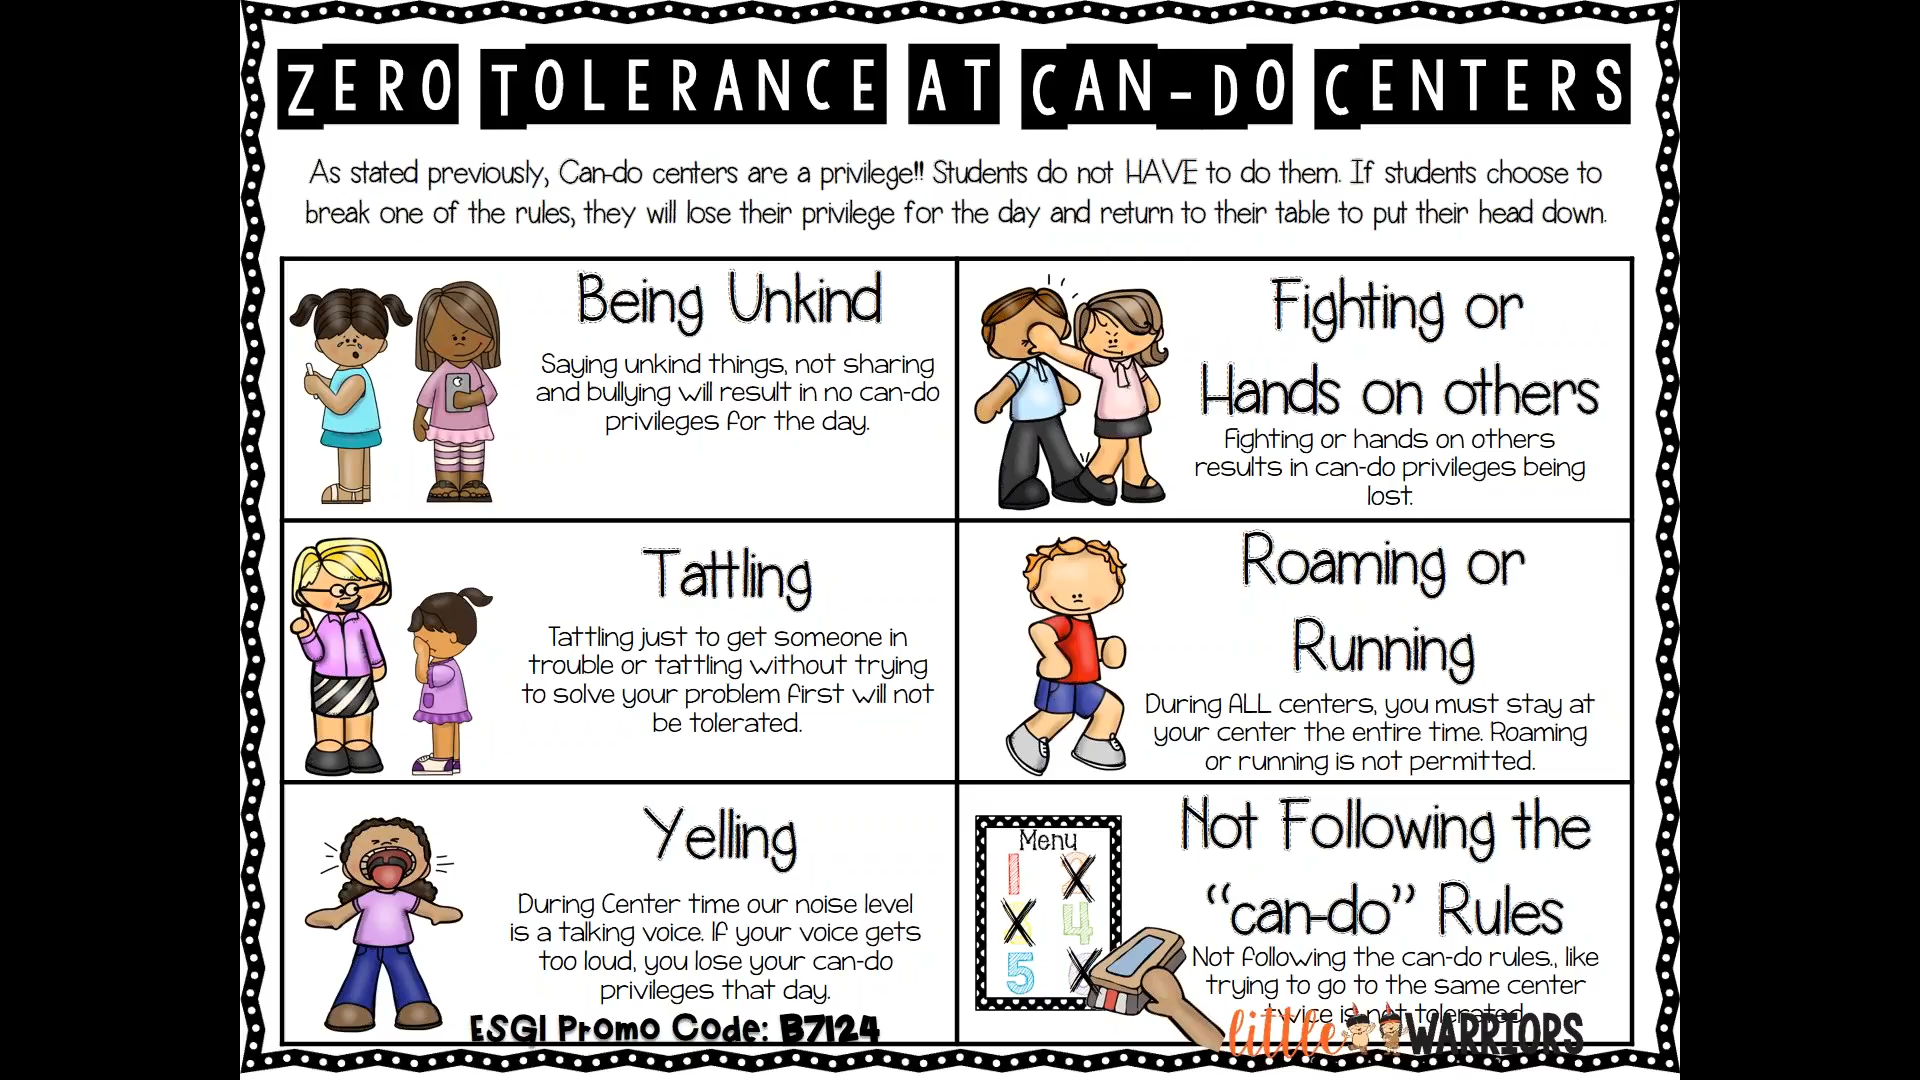 ZERO TOLERANCE AT CAN-DO CENTERS
As stated previously, Can-do centers are a privilege!! Students do not HAVE to do them. If students choose to
break one of the rules, they will lose their privilege for the day and return to their table to put their head down.
Being Unkind
Saying unkind things, not sharing
and bullying will result in no can-do
privileges for the day.
Fighting or
Hands on others
Fighting or hands on others
results in can-do privileges being
lost.
Tattling
Tattling just to get someone in
trouble or tattling without trying
to solve your problem first will not
be tolerated.
Roaming or
Running
During ALL centers, you must stay at
your center the entire time. Roaming
or running is not permitted.
Yelling
During Center time our noise level
is a talking voice. If your voice gets
too loud, you lose your can-do
privileges that day.
Not Following the
“can-do” Rules
Not following the can-do rules., like
trying to go to the same center
twice is not tolerated
Menu
1
4
5
ESGI Promo Code: B7124
little WARRIORS